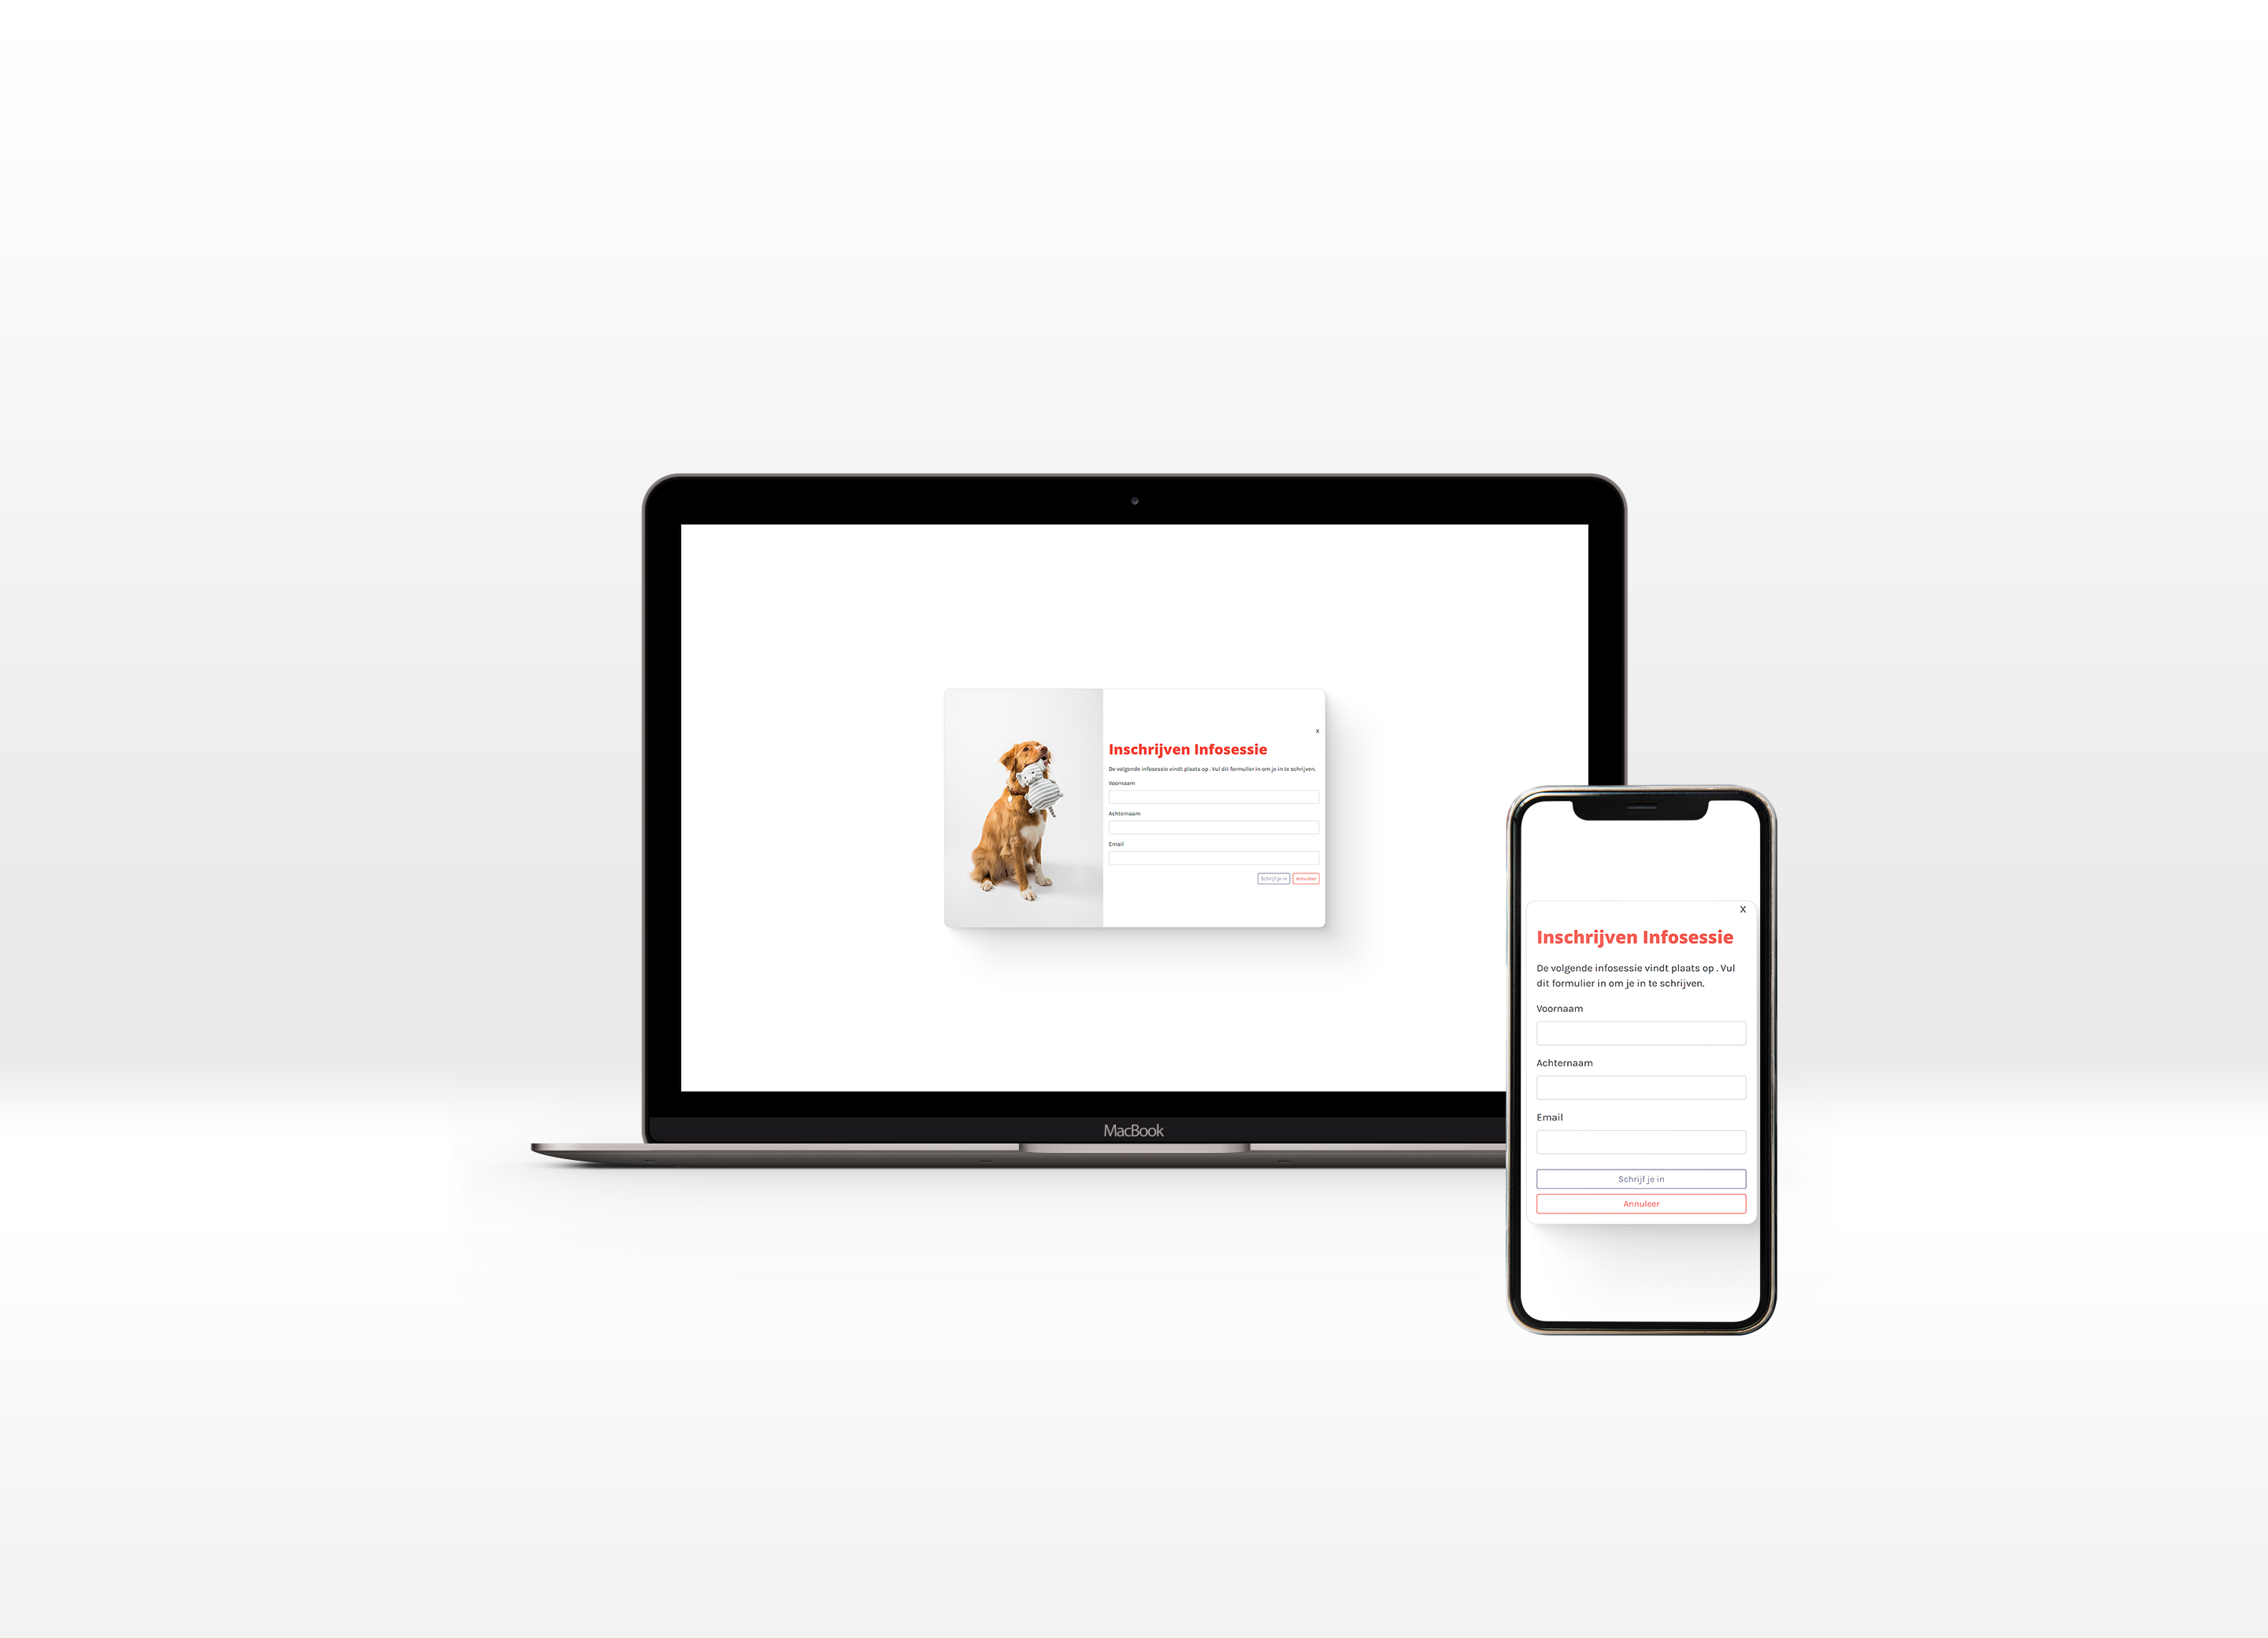 X
Inschrijven Infosessie
De volgende infosessie vindt plaats op . Vul dit formulier in om je in te schrijven.
Voornaam
Achternaam
Email
Schrijf je in Annuleer
MacBook
X
Inschrijven Infosessie
De volgende infosessie vindt plaats op . Vul
dit formulier in om je in te schrijven.
Voornaam
Achternaam
Email
Schrijf je in
Annuleer